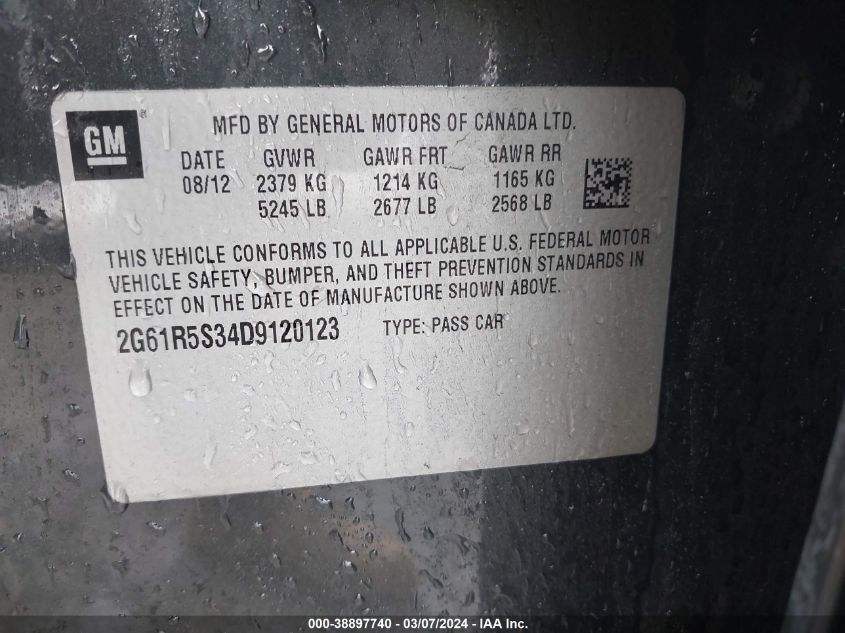 GM ®
MFD BY GENERAL MOTORS OF CANADA LTD.
DATE GVWR GAWR FRT GAWR RR
08/12 2379 KG 1214 KG 1165 KG
5245 LB 2677 LB 2568 LB
THIS VEHICLE CONFORMS TO ALL APPLICABLE U.S. FEDERAL MOTOR
VEHICLE SAFETY, BUMPER, AND THEFT PREVENTION STANDARDS IN
EFFECT ON THE DATE OF MANUFACTURE SHOWN ABOVE.
2G61R5S34D9120123 TYPE: PASS CAR
000-38897740 - 03/07/2024 - IAA Inc.